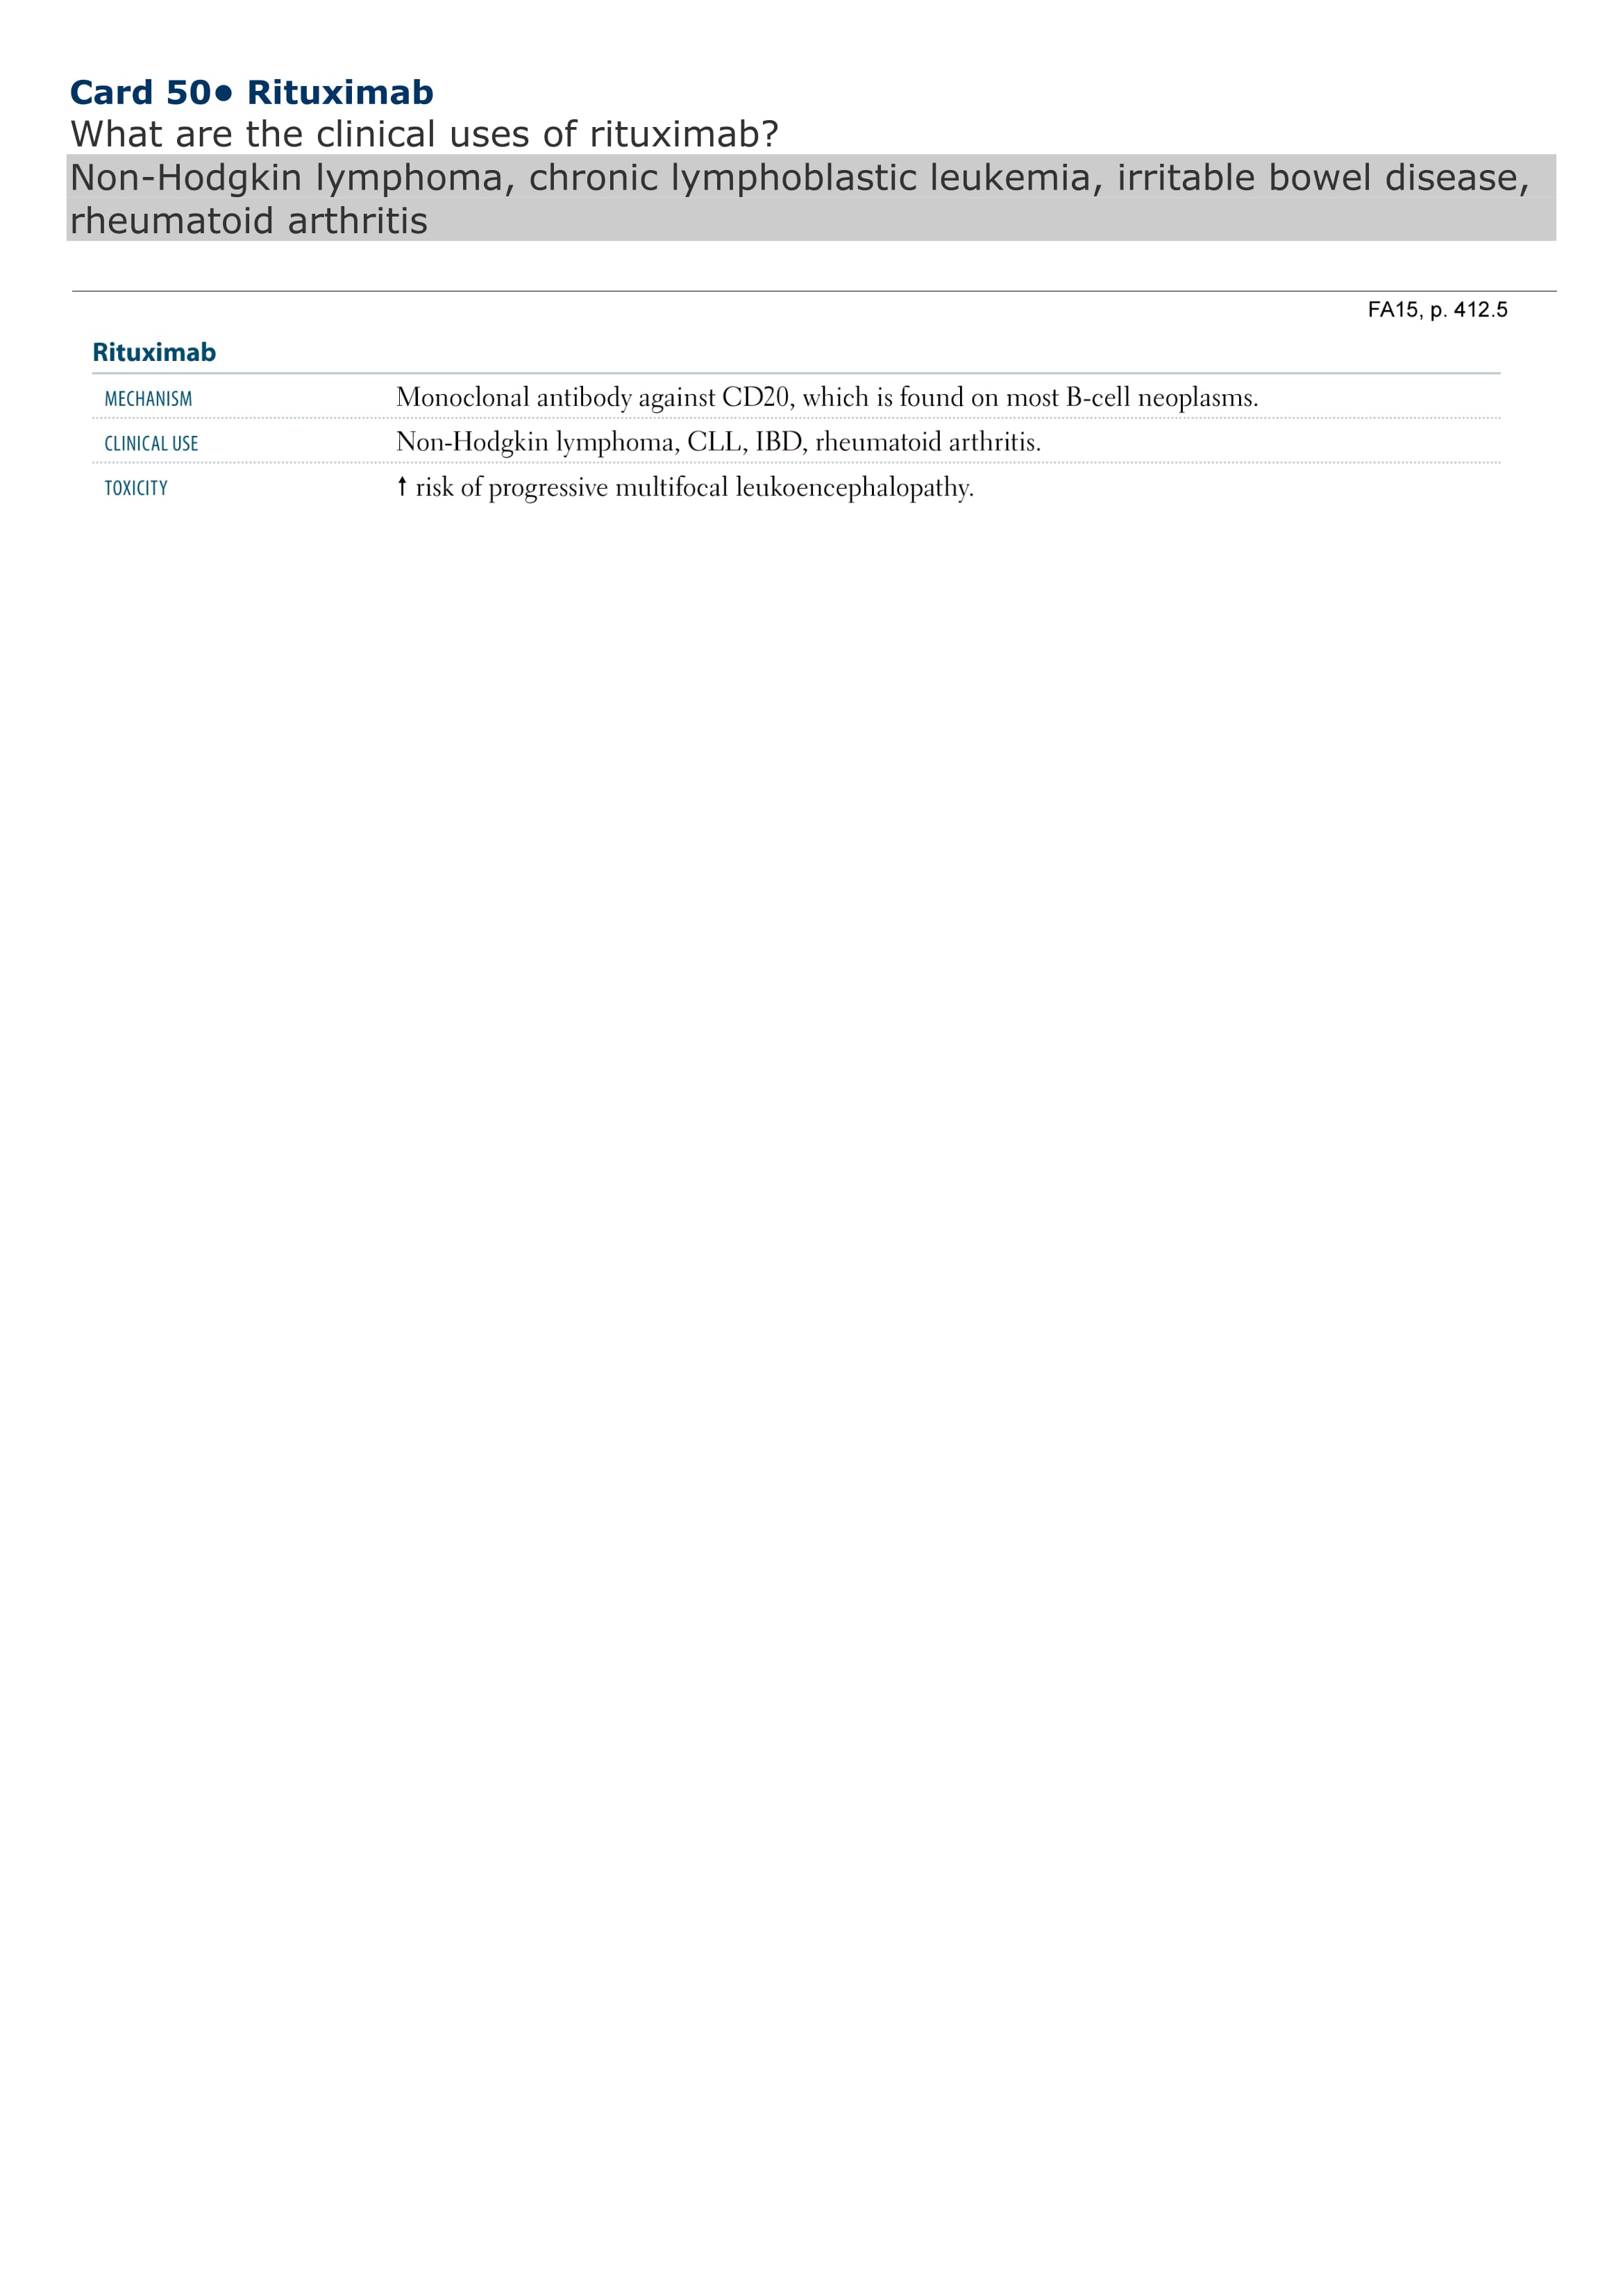 Card 50● Rituximab
What are the clinical uses of rituximab?
Non-Hodgkin lymphoma, chronic lymphoblastic leukemia, irritable bowel disease,
rheumatoid arthritis
FA15, p. 412.5
Rituximab
MECHANISM Monoclonal antibody against CD20, which is found on most B-cell neoplasms.
CLINICAL USE Non-Hodgkin lymphoma, CLL, IBD, rheumatoid arthritis.
TOXICITY ↑ risk of progressive multifocal leukoencephalopathy.